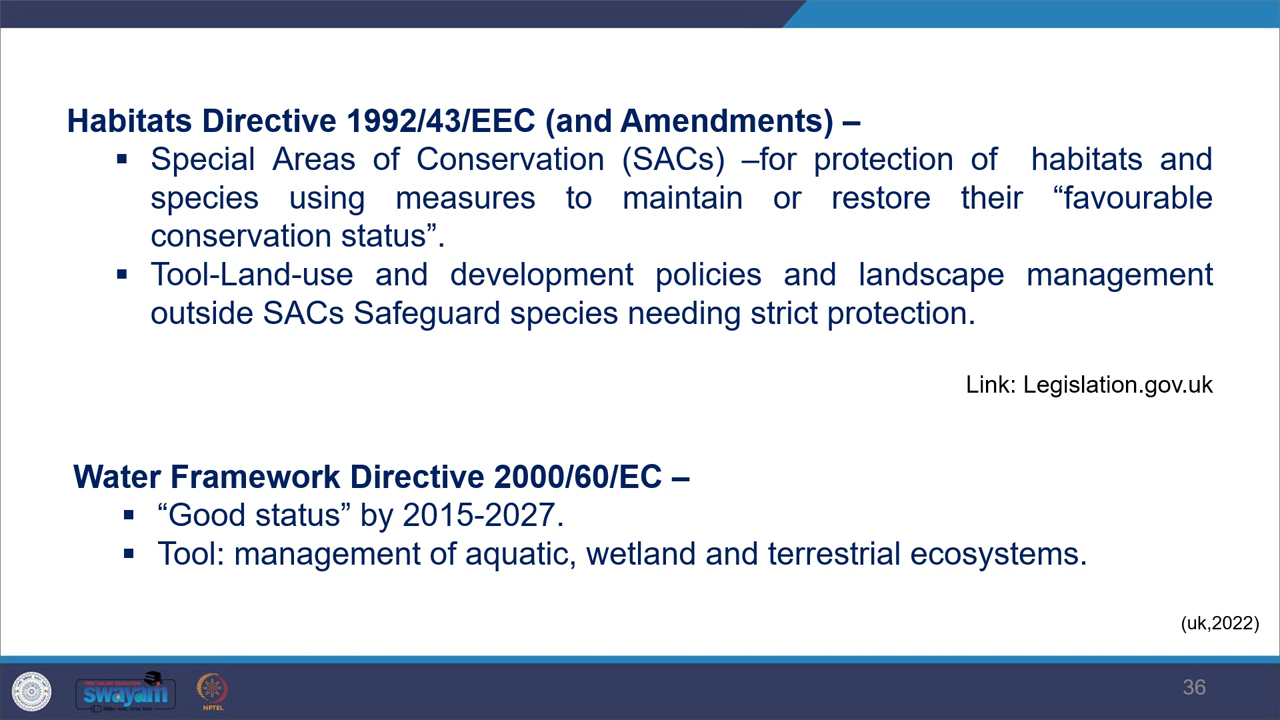 Habitats Directive 1992/43/EEC (and Amendments) –
▪ Special Areas of Conservation (SACs) –for protection of habitats and
species using measures to maintain or restore their “favourable
conservation status”.
▪ Tool-Land-use and development policies and landscape management
outside SACs Safeguard species needing strict protection.
Link: Legislation.gov.uk
Water Framework Directive 2000/60/EC –
▪ “Good status” by 2015-2027.
▪ Tool: management of aquatic, wetland and terrestrial ecosystems.
(uk,2022)
swayam
NPTEL
36